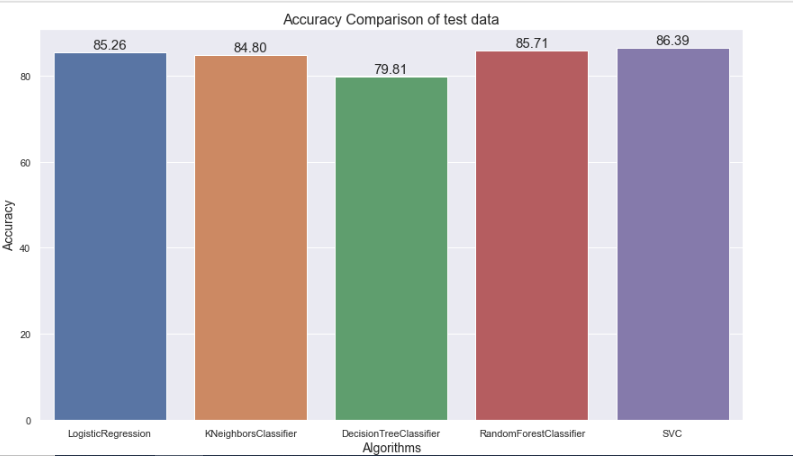 Accuracy Comparison of test data
85.26
84.80
79.81
85.71
86.39
80
60
40
20
0
Accuracy
LogisticRegression
KNeighborsClassifier
DecisionTreeClassifier
RandomForestClassifier
SVC
Algorithms